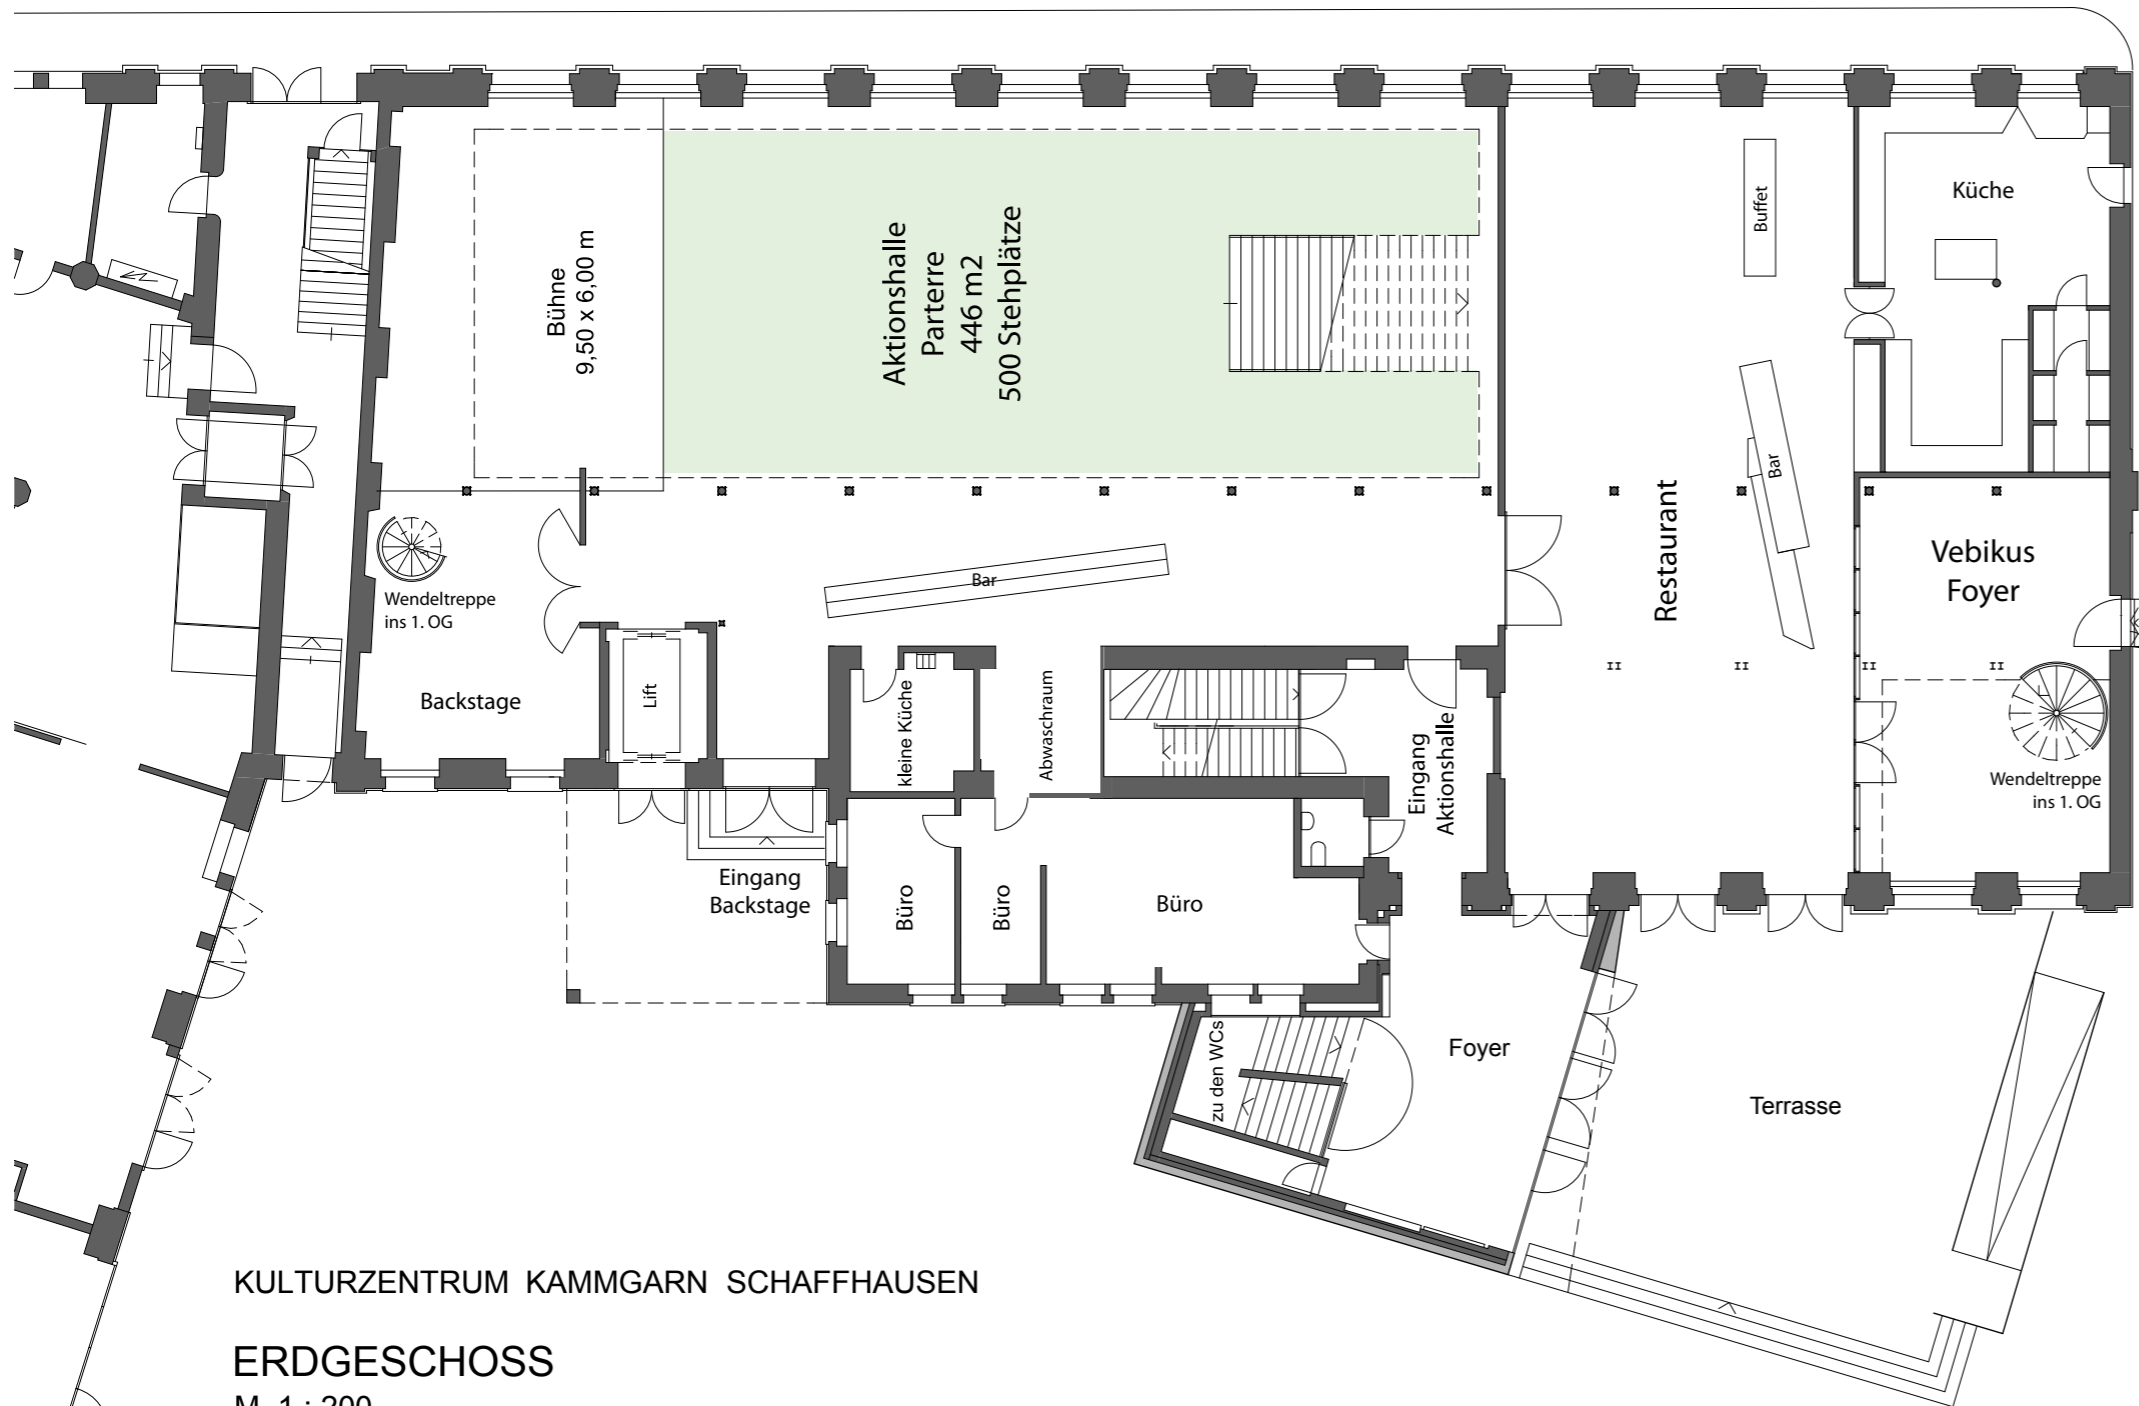 Bühne
9,50 x 6,00 m
Aktionshalle
Parterre
446 m2
500 Stehplätze
Buffet
Küche
Bar
Restaurant
Vebikus
Foyer
Wendeltreppe
ins 1. OG
Bar
Wendeltreppe
ins 1. OG
Backstage
Lift
kleine Küche
Abwaschraum
Eingang
Aktionshalle
Eingang
Backstage
Büro
Büro
Büro
zu den WCs
Foyer
Terrasse
KULTURZENTRUM KAMMGARN SCHAFFHAUSEN
ERDGESCHOSS
M 1 : 200